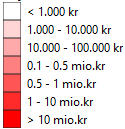 < 1.000 kr
1.000 - 10.000 kr
10.000 - 100.000 kr
0.1 - 0.5 mio.kr
0.5 - 1 mio.kr
1 - 10 mio.kr
> 10 mio.kr